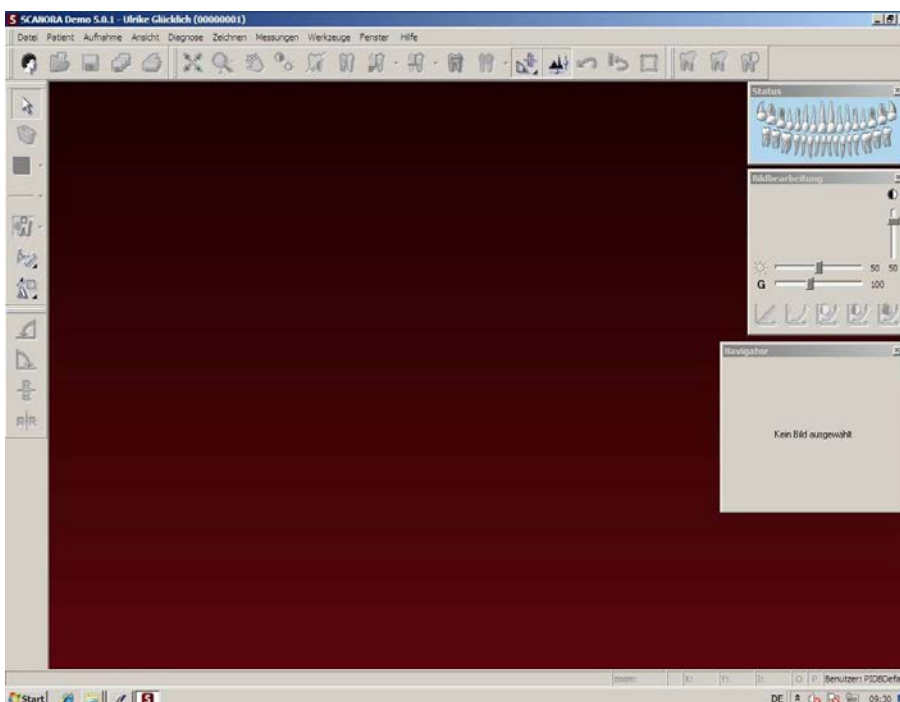 SCANORA Demo 5.0.1 - Ulrike Glücklich (00000001)
Datei Patient Aufnahme Ansicht Diagnose Zeichnen Messungen Werkzeuge Fenster Hilfe
Status
Bildbearbeitung
50 50
G 100
Navigator
Kein Bild ausgewählt
zoom: X: Y: I: O P Benutzer: PIDBDefa
Start DE 09:30